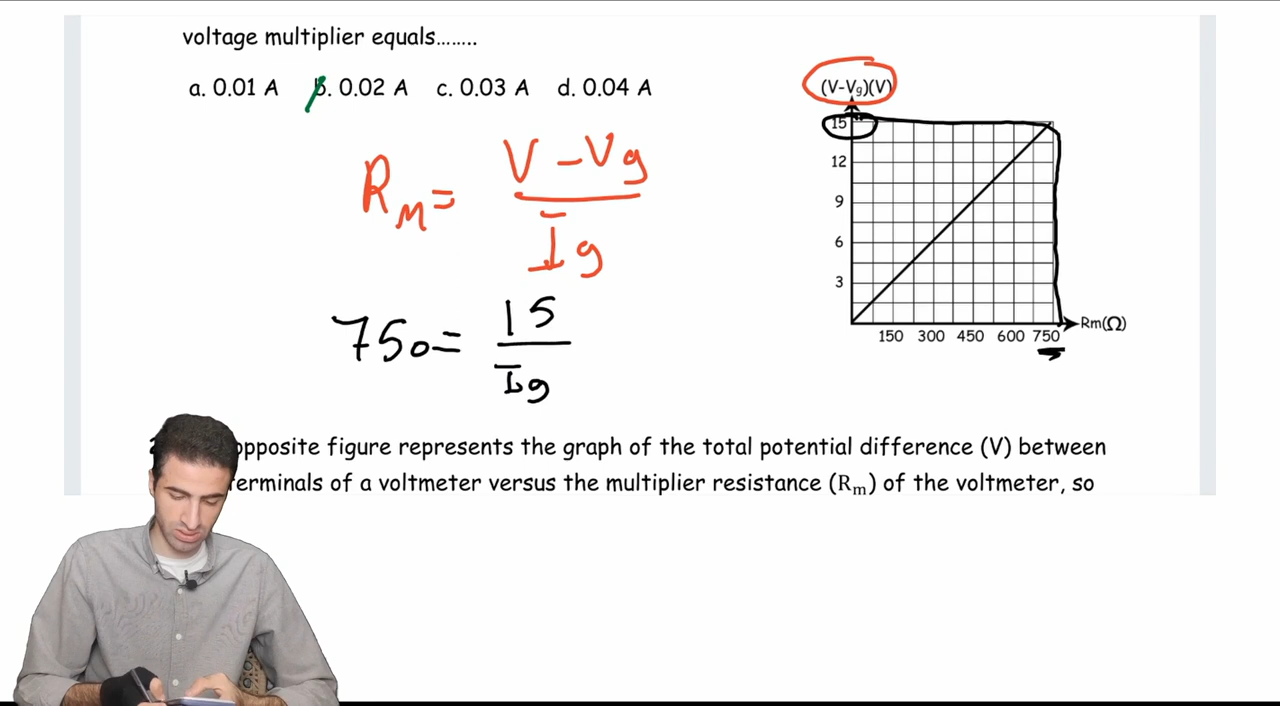 voltage multiplier equals........
a. 0.01 A b. 0.02 A c. 0.03 A d. 0.04 A
R_M = (V - Vg) / Ig
750 = 15 / Ig
(V-Vg)(V)
15
12
9
6
3
150 300 450 600 750
Rm(Ω)
opposite figure represents the graph of the total potential difference (V) between
terminals of a voltmeter versus the multiplier resistance (Rm) of the voltmeter, so